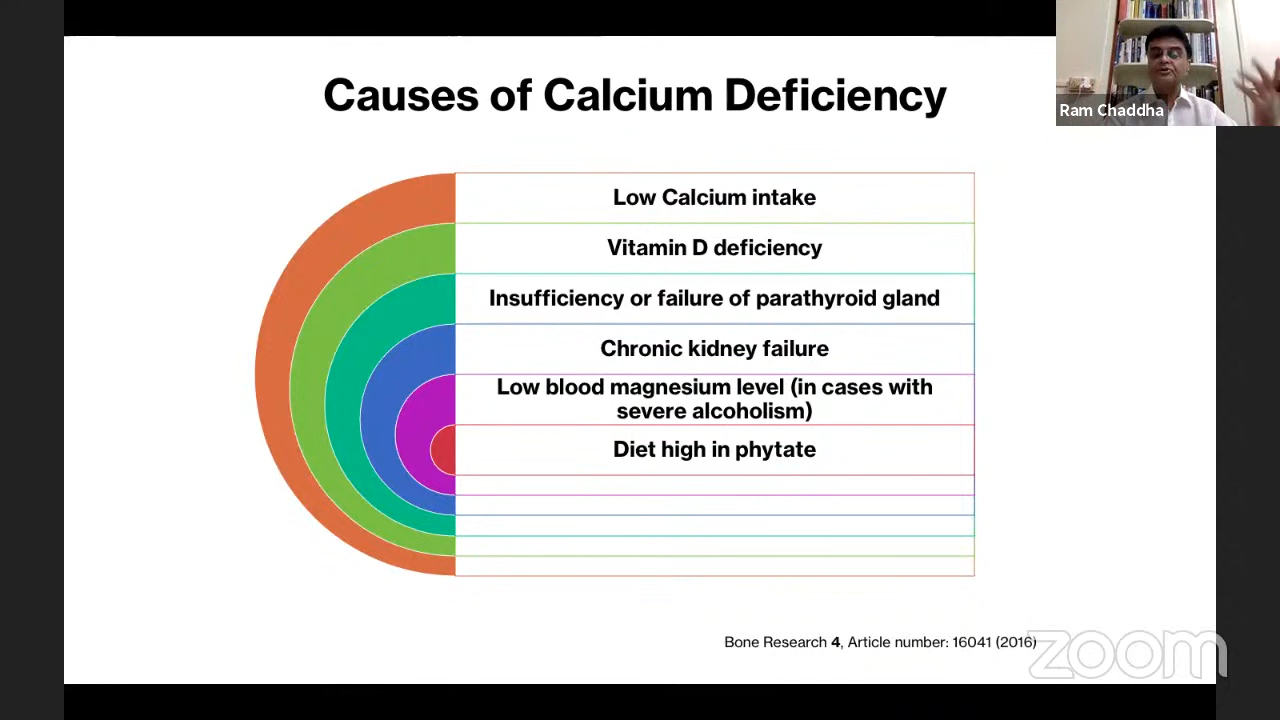 Causes of Calcium Deficiency
Ram Chaddha
Low Calcium intake
Vitamin D deficiency
Insufficiency or failure of parathyroid gland
Chronic kidney failure
Low blood magnesium level (in cases with
severe alcoholism)
Diet high in phytate
Bone Research 4, Article number: 16041 (2016)
zoom